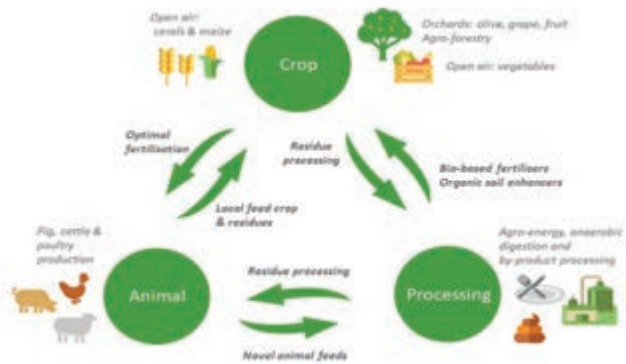 Open air:
cerals & maize
Crop
Orchards: olive, grape, fruit
Agro-forestry
Open air: vegetables
Optimal
fertilisation
Residue
processing
Bio-based fertilisers
Organic soil enhancers
Local feed crop
& residues
Pig, cattle &
poultry
production
Animal
Residue processing
Novel animal feeds
Agro-energy, anaerobic
digestion and
by-product processing
Processing